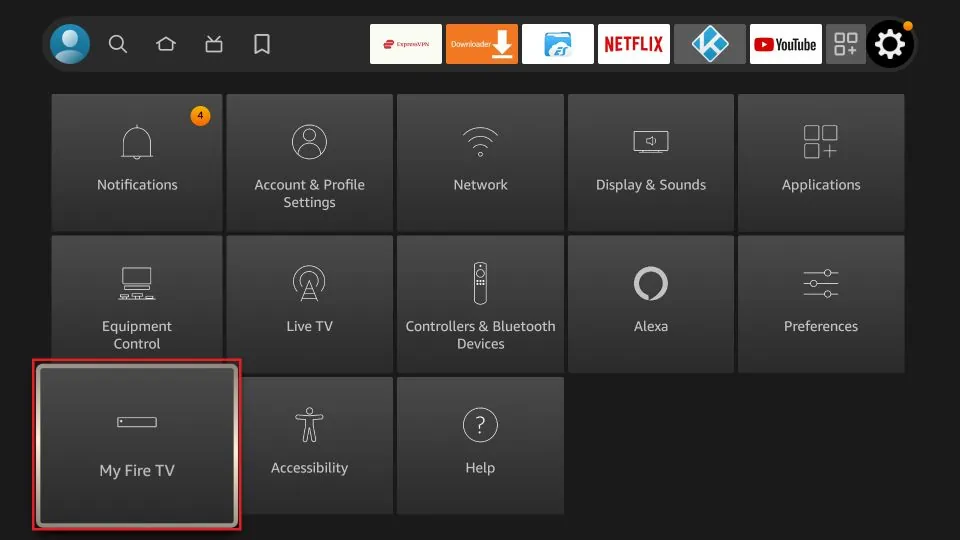 ExpressVPN
Downloader
ES
NETFLIX
YouTube
4
Notifications
Account & Profile
Settings
Network
Display & Sounds
Applications
Equipment
Control
Live TV
Controllers & Bluetooth
Devices
Alexa
Preferences
My Fire TV
Accessibility
?
Help